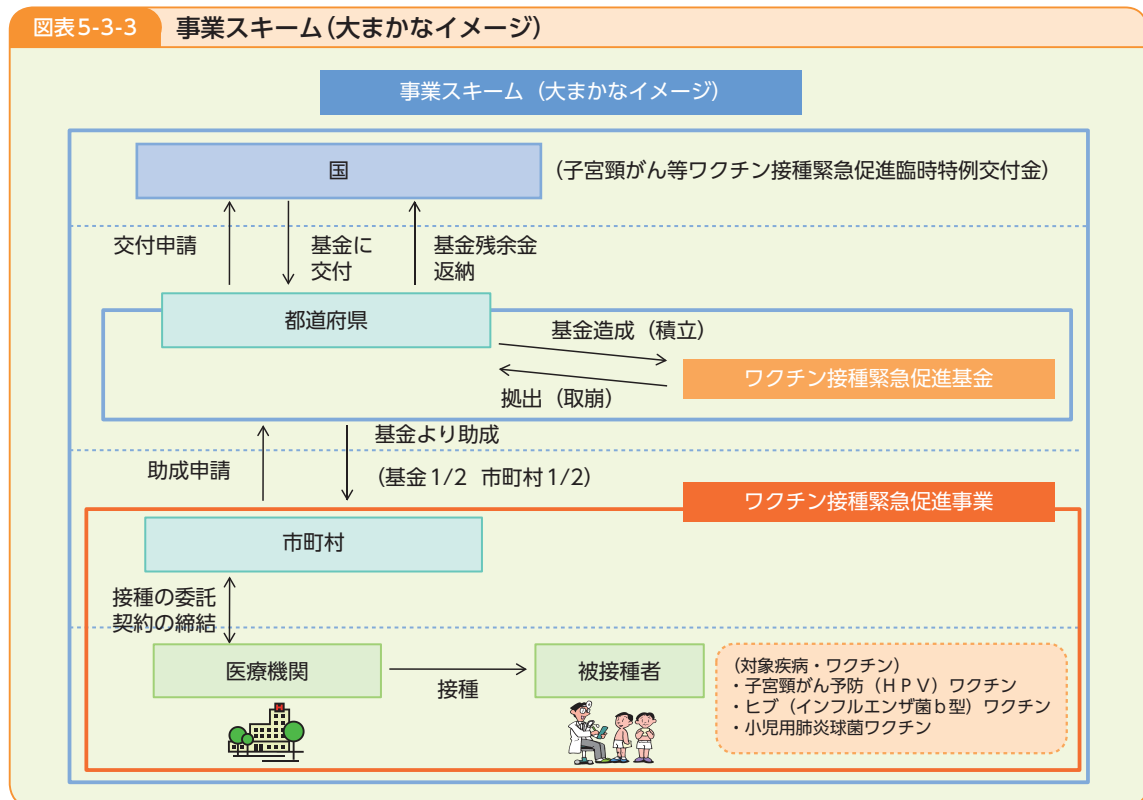 図表5-3-3 事業スキーム(大まかなイメージ)
事業スキーム（大まかなイメージ）
国
(子宮頸がん等ワクチン接種緊急促進臨時特例交付金)
交付申請
基金に
交付
基金残余金
返納
都道府県
基金造成（積立）
ワクチン接種緊急促進基金
拠出（取崩）
基金より助成
助成申請
(基金1/2 市町村1/2)
ワクチン接種緊急促進事業
市町村
接種の委託
契約の締結
医療機関
接種
被接種者
(対象疾病・ワクチン)
・子宮頸がん予防（ＨＰＶ）ワクチン
・ヒブ（インフルエンザ菌ｂ型）ワクチン
・小児用肺炎球菌ワクチン
H